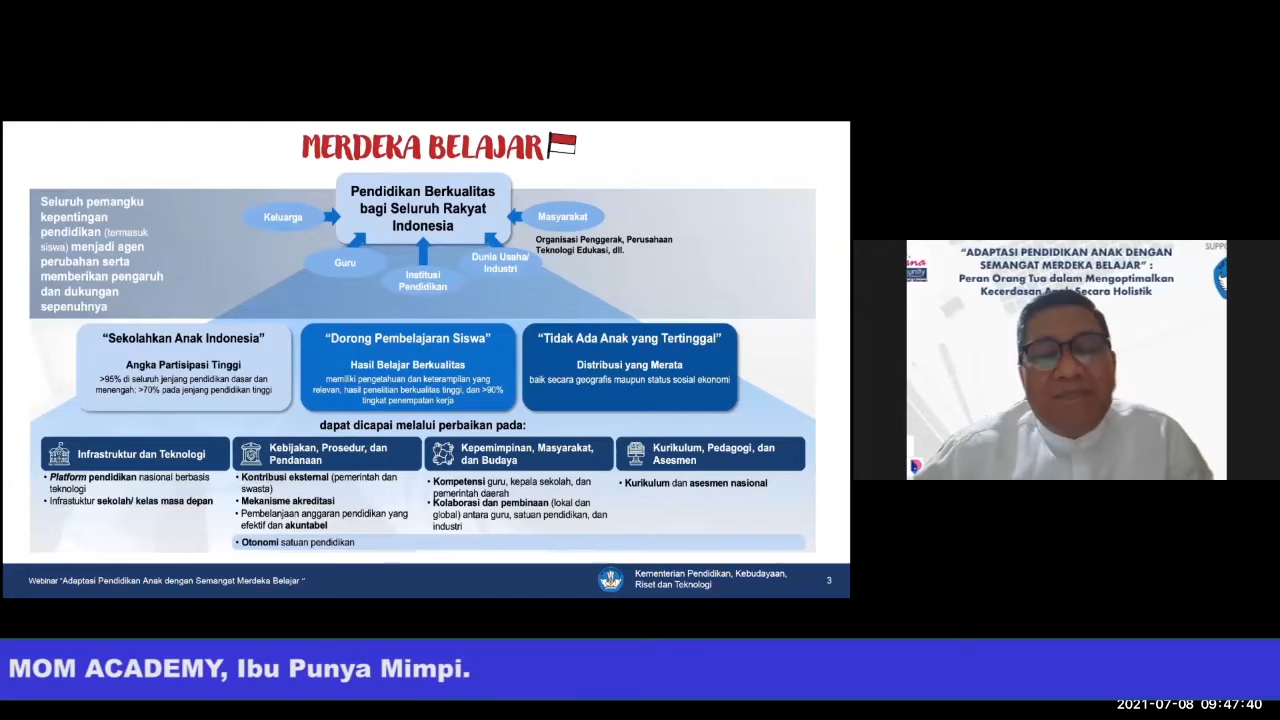 MERDEKA BELAJAR
Seluruh pemangku
kepentingan
pendidikan (termasuk
siswa) menjadi agen
perubahan serta
memberikan pengaruh
dan dukungan
sepenuhnya
Pendidikan Berkualitas
bagi Seluruh Rakyat
Indonesia
Keluarga
Guru
Institusi
Pendidikan
Dunia Usaha/
Industri
Masyarakat
Organisasi Penggerak, Perusahaan
Teknologi Edukasi, dll.
“Sekolahkan Anak Indonesia”
Angka Partisipasi Tinggi
>95% di seluruh jenjang pendidikan dasar dan
menengah; >70% pada jenjang pendidikan tinggi
“Dorong Pembelajaran Siswa”
Hasil Belajar Berkualitas
memiliki pengetahuan dan keterampilan yang
relevan, hasil penelitian berkualitas tinggi, dan >90%
tingkat penempatan kerja
“Tidak Ada Anak yang Tertinggal”
Distribusi yang Merata
baik secara geografis maupun status sosial ekonomi
dapat dicapai melalui perbaikan pada:
Infrastruktur dan Teknologi
• Platform pendidikan nasional berbasis
teknologi
• Infrastuktur sekolah/ kelas masa depan
Kebijakan, Prosedur, dan
Pendanaan
• Kontribusi eksternal (pemerintah dan
swasta)
• Mekanisme akreditasi
• Pembelanjaan anggaran pendidikan yang
efektif dan akuntabel
Kepemimpinan, Masyarakat,
dan Budaya
• Kompetensi guru, kepala sekolah, dan
pemerintah daerah
• Kolaborasi dan pembinaan (lokal dan
global) antara guru, satuan pendidikan, dan
industri
Kurikulum, Pedagogi, dan
Asesmen
• Kurikulum dan asesmen nasional
• Otonomi satuan pendidikan
Webinar “Adaptasi Pendidikan Anak dengan Semangat Merdeka Belajar ”
Kementerian Pendidikan, Kebudayaan,
Riset dan Teknologi
3
“ADAPTASI PENDIDIKAN ANAK DENGAN
SEMANGAT MERDEKA BELAJAR” :
Peran Orang Tua dalam Mengoptimalkan
Kecerdasan Anak Secara Holistik
MOM ACADEMY, Ibu Punya Mimpi.
2021-07-08 09:47:40